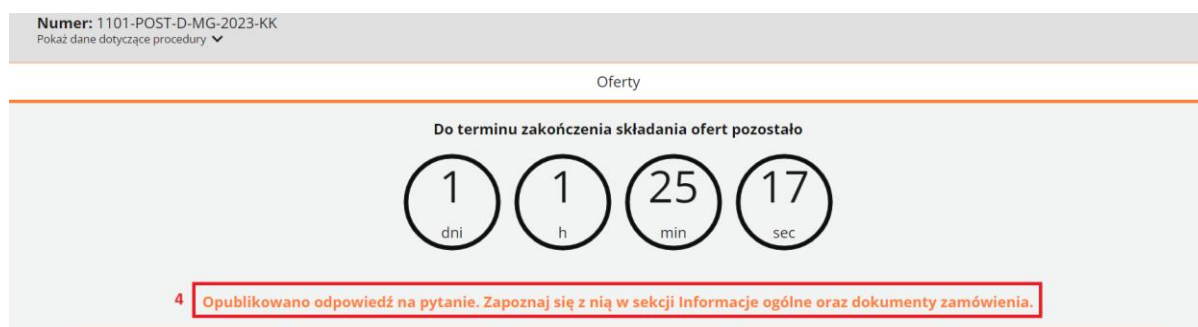 Numer: 1101-POST-D-MG-2023-KK
Pokaż dane dotyczące procedury
Oferty
Do terminu zakończenia składania ofert pozostało
1 1 25 17
dni h min sec
4 Opublikowano odpowiedź na pytanie. Zapoznaj się z nią w sekcji Informacje ogólne oraz dokumenty zamówienia.